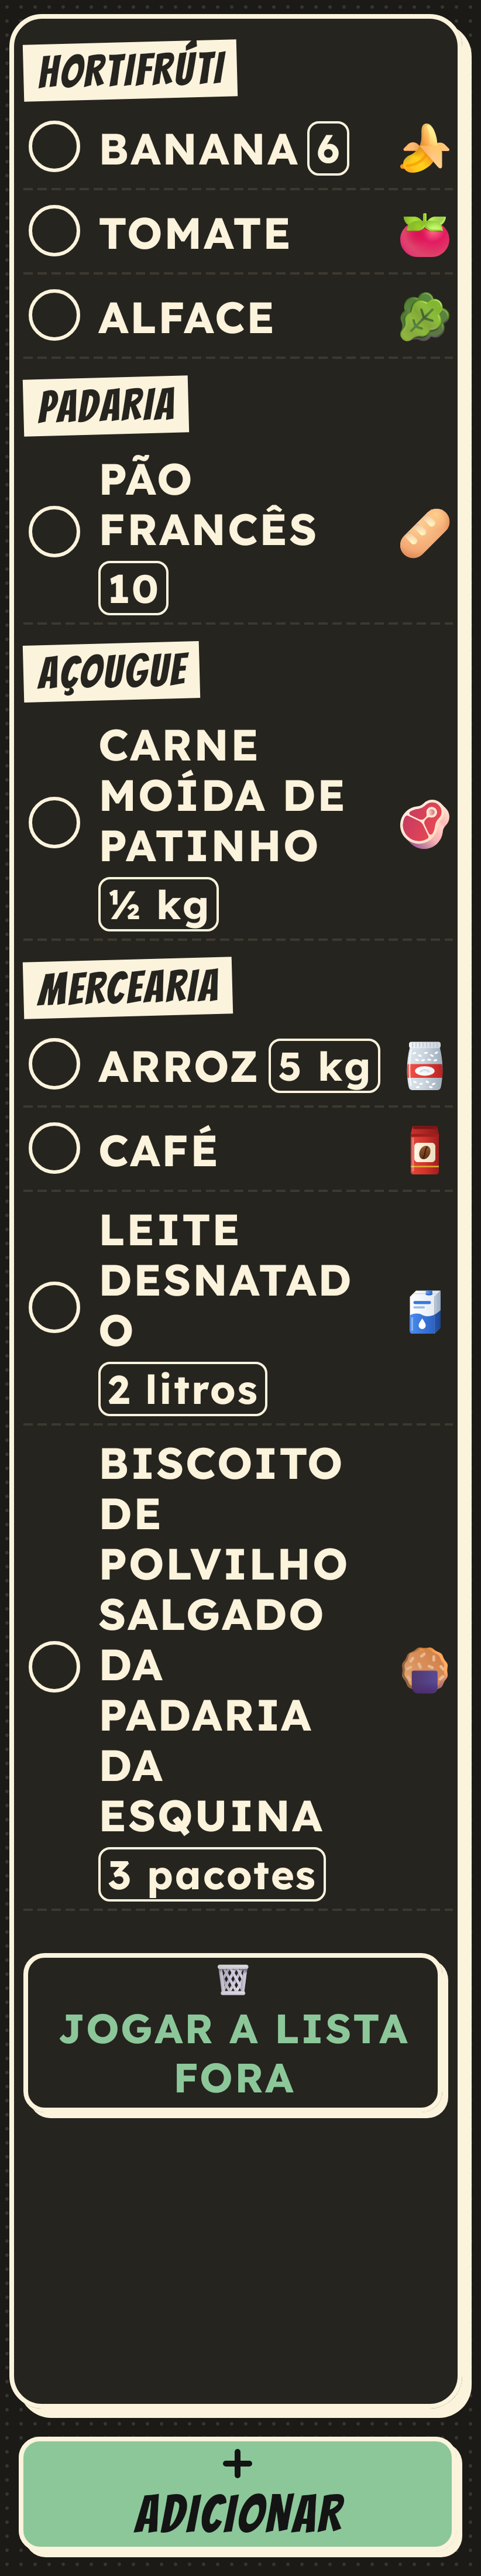 HORTIFRÚTI
BANANA 6
TOMATE
ALFACE
PADARIA
PÃO
FRANCÊS
10
AÇOUGUE
CARNE
MOÍDA DE
PATINHO
½ kg
MERCEARIA
ARROZ 5 kg
CAFÉ
LEITE
DESNATAD
O
2 litros
BISCOITO
DE
POLVILHO
SALGADO
DA
PADARIA
DA
ESQUINA
3 pacotes
JOGAR A LISTA
FORA
+
ADICIONAR